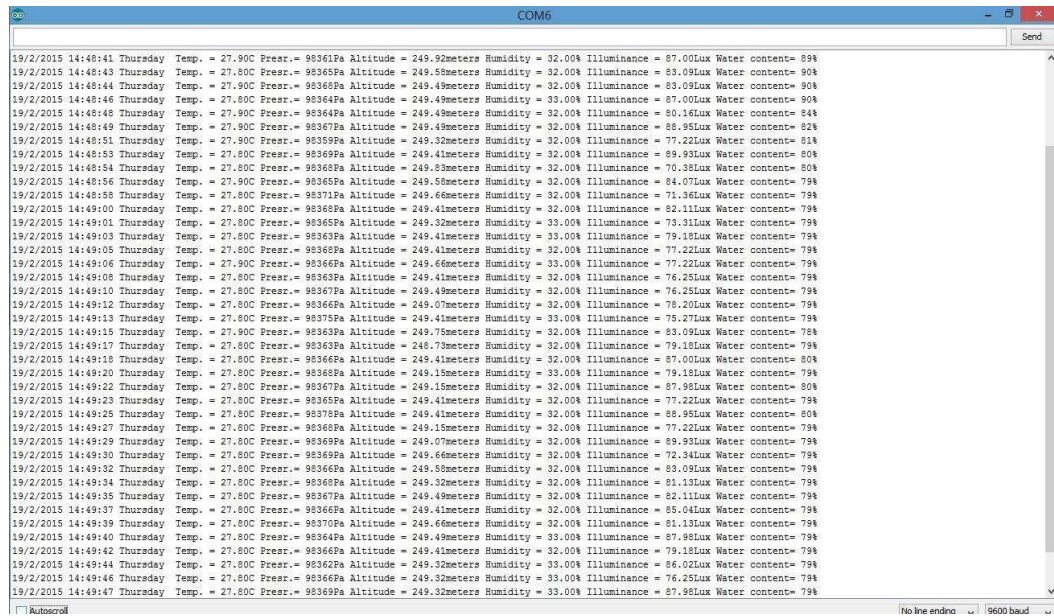 COM6
Send
19/2/2015 14:48:41 Thursday Temp. = 27.90C Presr.= 98361Pa Altitude = 249.92meters Humidity = 32.00% Illuminance = 87.00Lux Water content= 89%
19/2/2015 14:48:43 Thursday Temp. = 27.80C Presr.= 98365Pa Altitude = 249.58meters Humidity = 32.00% Illuminance = 83.09Lux Water content= 90%
19/2/2015 14:48:44 Thursday Temp. = 27.90C Presr.= 98368Pa Altitude = 249.49meters Humidity = 32.00% Illuminance = 83.09Lux Water content= 90%
19/2/2015 14:48:46 Thursday Temp. = 27.80C Presr.= 98364Pa Altitude = 249.49meters Humidity = 33.00% Illuminance = 87.00Lux Water content= 90%
19/2/2015 14:48:48 Thursday Temp. = 27.90C Presr.= 98364Pa Altitude = 249.49meters Humidity = 32.00% Illuminance = 80.16Lux Water content= 84%
19/2/2015 14:48:49 Thursday Temp. = 27.90C Presr.= 98367Pa Altitude = 249.49meters Humidity = 32.00% Illuminance = 88.95Lux Water content= 82%
19/2/2015 14:48:51 Thursday Temp. = 27.90C Presr.= 98359Pa Altitude = 249.32meters Humidity = 32.00% Illuminance = 77.22Lux Water content= 81%
19/2/2015 14:48:53 Thursday Temp. = 27.80C Presr.= 98369Pa Altitude = 249.41meters Humidity = 32.00% Illuminance = 89.93Lux Water content= 80%
19/2/2015 14:48:54 Thursday Temp. = 27.80C Presr.= 98368Pa Altitude = 249.83meters Humidity = 32.00% Illuminance = 70.38Lux Water content= 80%
19/2/2015 14:48:56 Thursday Temp. = 27.90C Presr.= 98365Pa Altitude = 249.58meters Humidity = 32.00% Illuminance = 84.07Lux Water content= 79%
19/2/2015 14:48:58 Thursday Temp. = 27.80C Presr.= 98371Pa Altitude = 249.66meters Humidity = 32.00% Illuminance = 71.36Lux Water content= 79%
19/2/2015 14:49:00 Thursday Temp. = 27.80C Presr.= 98368Pa Altitude = 249.41meters Humidity = 32.00% Illuminance = 82.11Lux Water content= 79%
19/2/2015 14:49:01 Thursday Temp. = 27.80C Presr.= 98365Pa Altitude = 249.32meters Humidity = 33.00% Illuminance = 73.31Lux Water content= 79%
19/2/2015 14:49:03 Thursday Temp. = 27.80C Presr.= 98363Pa Altitude = 249.41meters Humidity = 33.00% Illuminance = 79.18Lux Water content= 79%
19/2/2015 14:49:05 Thursday Temp. = 27.80C Presr.= 98368Pa Altitude = 249.41meters Humidity = 32.00% Illuminance = 77.22Lux Water content= 79%
19/2/2015 14:49:06 Thursday Temp. = 27.90C Presr.= 98366Pa Altitude = 249.66meters Humidity = 33.00% Illuminance = 77.22Lux Water content= 79%
19/2/2015 14:49:08 Thursday Temp. = 27.80C Presr.= 98363Pa Altitude = 249.41meters Humidity = 32.00% Illuminance = 76.25Lux Water content= 79%
19/2/2015 14:49:10 Thursday Temp. = 27.80C Presr.= 98367Pa Altitude = 249.49meters Humidity = 32.00% Illuminance = 76.25Lux Water content= 79%
19/2/2015 14:49:12 Thursday Temp. = 27.80C Presr.= 98366Pa Altitude = 249.07meters Humidity = 32.00% Illuminance = 78.20Lux Water content= 79%
19/2/2015 14:49:13 Thursday Temp. = 27.80C Presr.= 98375Pa Altitude = 249.41meters Humidity = 33.00% Illuminance = 75.27Lux Water content= 79%
19/2/2015 14:49:15 Thursday Temp. = 27.90C Presr.= 98363Pa Altitude = 249.75meters Humidity = 32.00% Illuminance = 83.09Lux Water content= 78%
19/2/2015 14:49:17 Thursday Temp. = 27.80C Presr.= 98363Pa Altitude = 248.73meters Humidity = 32.00% Illuminance = 79.18Lux Water content= 79%
19/2/2015 14:49:18 Thursday Temp. = 27.80C Presr.= 98366Pa Altitude = 249.41meters Humidity = 32.00% Illuminance = 87.00Lux Water content= 80%
19/2/2015 14:49:20 Thursday Temp. = 27.80C Presr.= 98368Pa Altitude = 249.15meters Humidity = 33.00% Illuminance = 79.18Lux Water content= 79%
19/2/2015 14:49:22 Thursday Temp. = 27.80C Presr.= 98367Pa Altitude = 249.15meters Humidity = 32.00% Illuminance = 87.98Lux Water content= 80%
19/2/2015 14:49:23 Thursday Temp. = 27.80C Presr.= 98365Pa Altitude = 249.41meters Humidity = 32.00% Illuminance = 77.22Lux Water content= 79%
19/2/2015 14:49:25 Thursday Temp. = 27.80C Presr.= 98378Pa Altitude = 249.41meters Humidity = 32.00% Illuminance = 88.95Lux Water content= 80%
19/2/2015 14:49:27 Thursday Temp. = 27.80C Presr.= 98368Pa Altitude = 249.15meters Humidity = 32.00% Illuminance = 77.22Lux Water content= 79%
19/2/2015 14:49:29 Thursday Temp. = 27.80C Presr.= 98369Pa Altitude = 249.07meters Humidity = 32.00% Illuminance = 89.93Lux Water content= 79%
19/2/2015 14:49:30 Thursday Temp. = 27.80C Presr.= 98369Pa Altitude = 249.66meters Humidity = 32.00% Illuminance = 72.34Lux Water content= 79%
19/2/2015 14:49:32 Thursday Temp. = 27.80C Presr.= 98366Pa Altitude = 249.58meters Humidity = 32.00% Illuminance = 83.09Lux Water content= 79%
19/2/2015 14:49:34 Thursday Temp. = 27.80C Presr.= 98368Pa Altitude = 249.32meters Humidity = 32.00% Illuminance = 81.13Lux Water content= 79%
19/2/2015 14:49:35 Thursday Temp. = 27.80C Presr.= 98367Pa Altitude = 249.49meters Humidity = 32.00% Illuminance = 82.11Lux Water content= 79%
19/2/2015 14:49:37 Thursday Temp. = 27.80C Presr.= 98366Pa Altitude = 249.41meters Humidity = 32.00% Illuminance = 85.04Lux Water content= 79%
19/2/2015 14:49:39 Thursday Temp. = 27.80C Presr.= 98370Pa Altitude = 249.66meters Humidity = 32.00% Illuminance = 81.13Lux Water content= 79%
19/2/2015 14:49:40 Thursday Temp. = 27.80C Presr.= 98364Pa Altitude = 249.49meters Humidity = 33.00% Illuminance = 87.98Lux Water content= 79%
19/2/2015 14:49:42 Thursday Temp. = 27.80C Presr.= 98366Pa Altitude = 249.41meters Humidity = 32.00% Illuminance = 79.18Lux Water content= 79%
19/2/2015 14:49:44 Thursday Temp. = 27.80C Presr.= 98362Pa Altitude = 249.32meters Humidity = 33.00% Illuminance = 86.02Lux Water content= 79%
19/2/2015 14:49:46 Thursday Temp. = 27.80C Presr.= 98366Pa Altitude = 249.32meters Humidity = 33.00% Illuminance = 76.25Lux Water content= 79%
19/2/2015 14:49:47 Thursday Temp. = 27.80C Presr.= 98369Pa Altitude = 249.32meters Humidity = 33.00% Illuminance = 87.98Lux Water content= 79%
Autoscroll No line ending 9600 baud